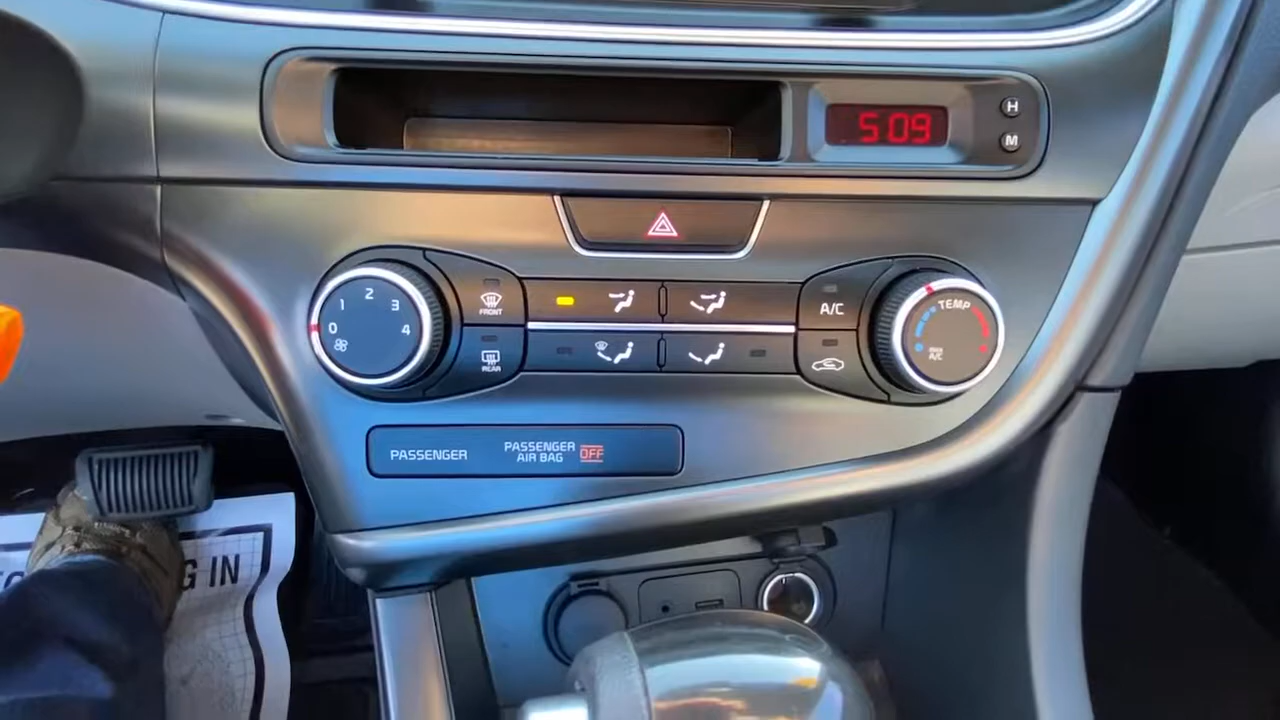 5:09
H
M
2
1
3
0
4
FRONT
REAR
A/C
TEMP
A/C
PASSENGER
PASSENGER
AIR BAG OFF
G IN